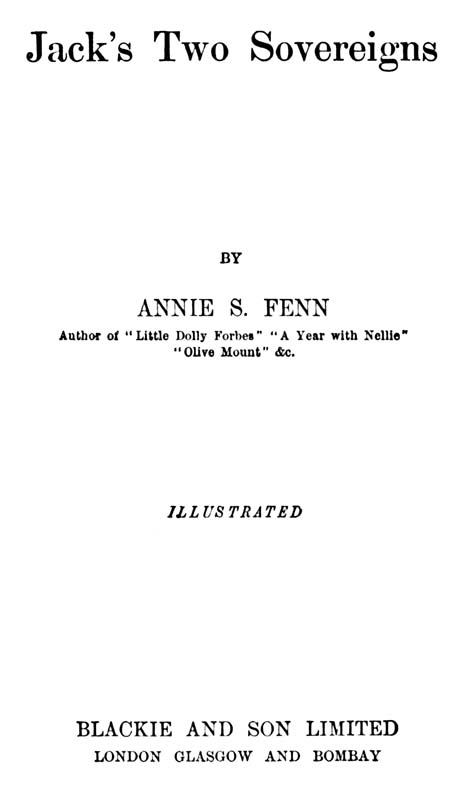 Jack's Two Sovereigns
BY
ANNIE S. FENN
Author of "Little Dolly Forbes" "A Year with Nellie"
"Olive Mount" &c.
ILLUSTRATED
BLACKIE AND SON LIMITED
LONDON GLASGOW AND BOMBAY